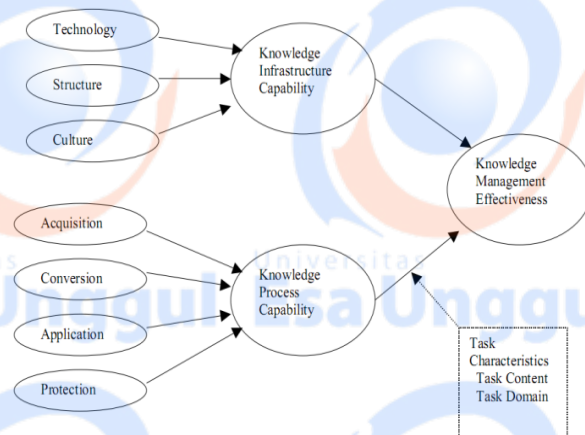 Technology
Structure
Culture
Knowledge
Infrastructure
Capability
Knowledge
Management
Effectiveness
Acquisition
Conversion
Application
Protection
Knowledge
Process
Capability
Universitas
Esa Unggul
Task
Characteristics
Task Content
Task Domain